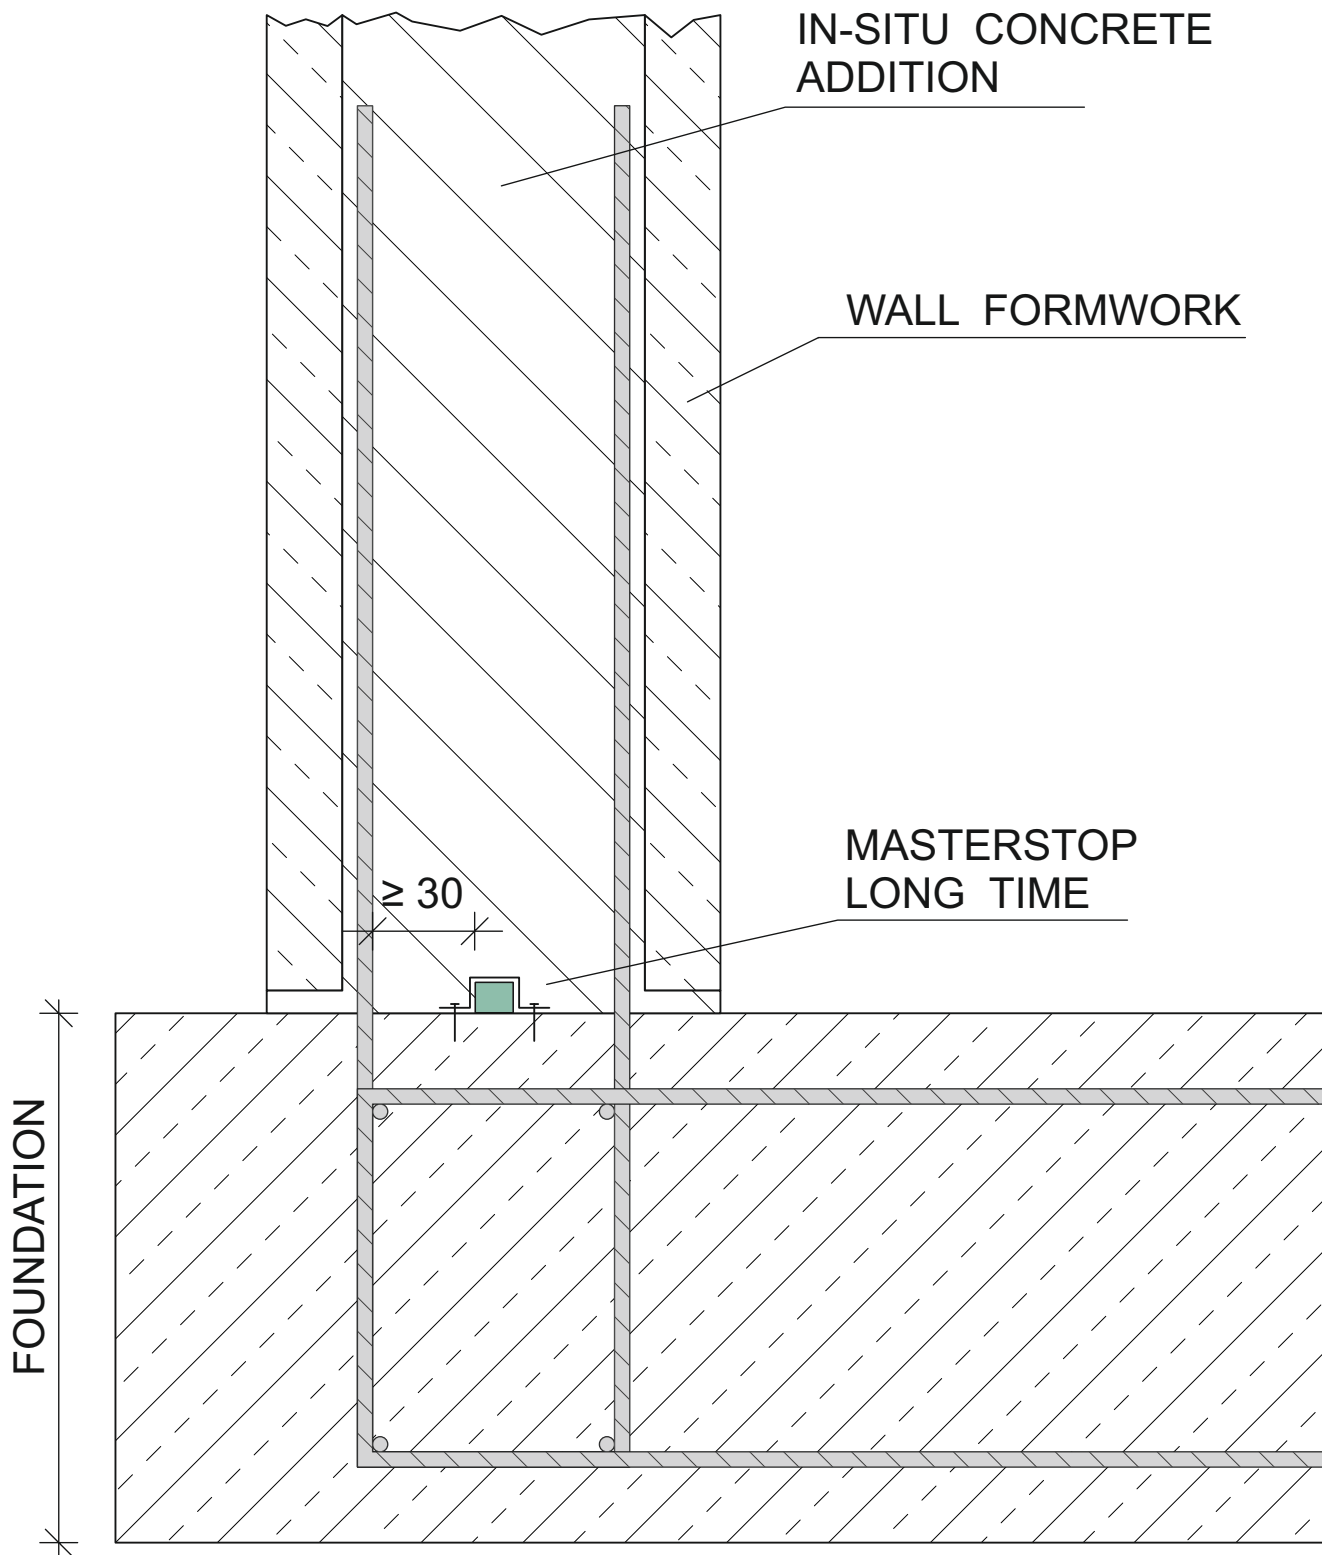 IN-SITU CONCRETE
ADDITION
WALL FORMWORK
MASTERSTOP
LONG TIME
≥ 30
FOUNDATION